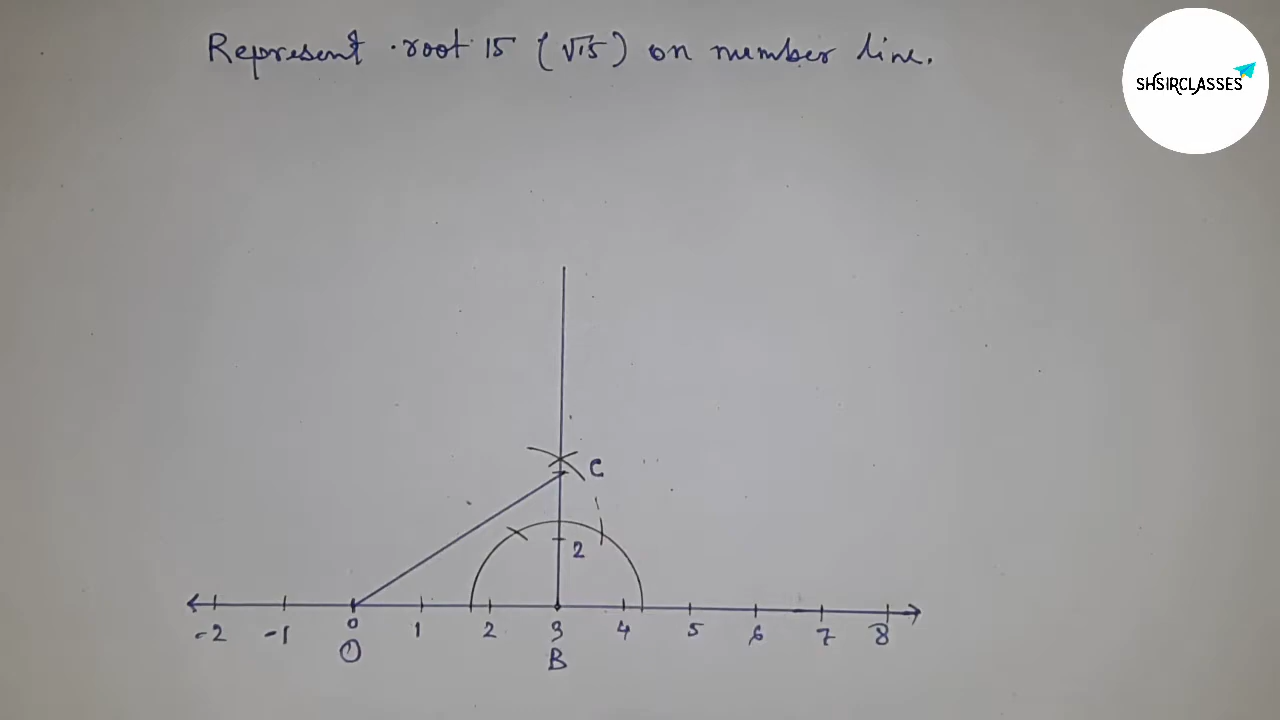 Represent root 15 (√15) on number line.
SHSIRCLASSES
C
2
-2 -1 0 1 2 3 4 5 6 7 8
O B